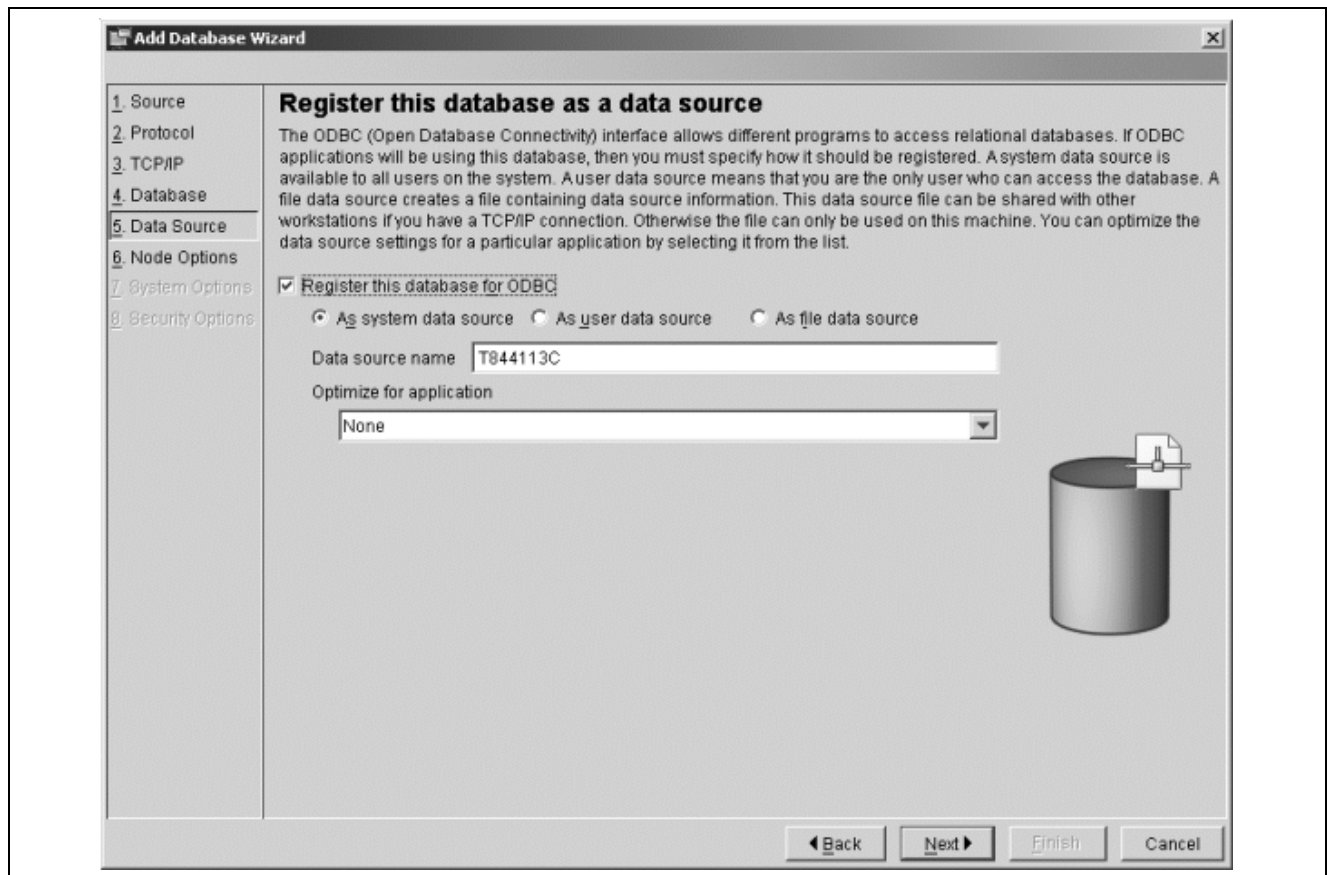 Add Database Wizard
1. Source
2. Protocol
3. TCP/IP
4. Database
5. Data Source
6. Node Options
7. System Options
8. Security Options
Register this database as a data source
The ODBC (Open Database Connectivity) interface allows different programs to access relational databases. If ODBC
applications will be using this database, then you must specify how it should be registered. A system data source is
available to all users on the system. A user data source means that you are the only user who can access the database. A
file data source creates a file containing data source information. This data source file can be shared with other
workstations if you have a TCP/IP connection. Otherwise the file can only be used on this machine. You can optimize the
data source settings for a particular application by selecting it from the list.
Register this database for ODBC
As system data source As user data source As file data source
Data source name T844113C
Optimize for application
None
Back Next Finish Cancel